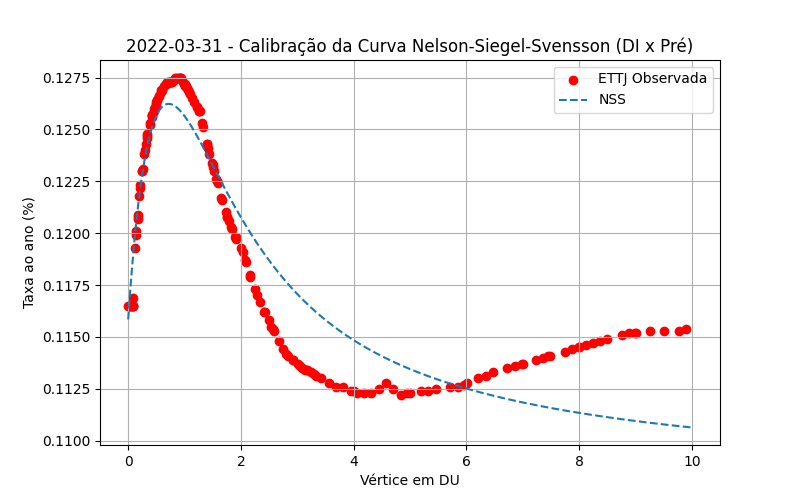 2022-03-31 - Calibração da Curva Nelson-Siegel-Svensson (DI x Pré)
ETTJ Observada
NSS
Taxa ao ano (%)
0.1275
0.1250
0.1225
0.1200
0.1175
0.1150
0.1125
0.1100
0 2 4 6 8 10
Vértice em DU